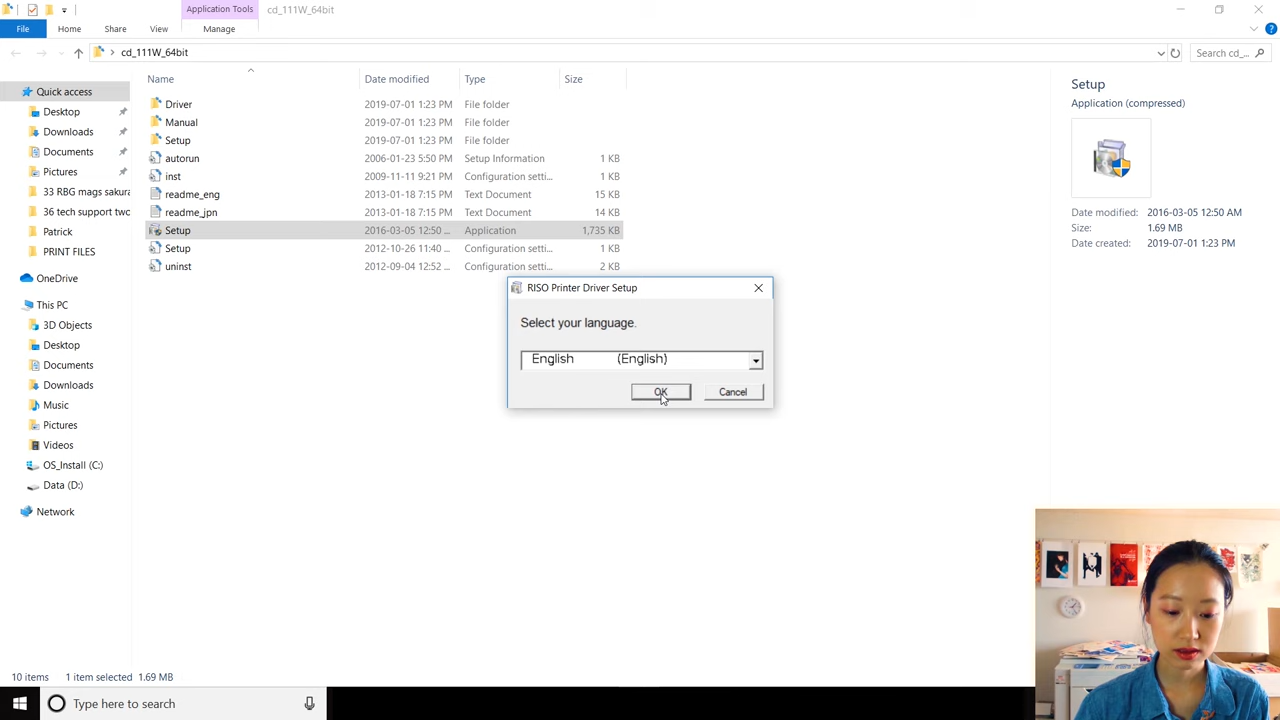 Application Tools
cd_111W_64bit
File
Home
Share
View
Manage
cd_111W_64bit
Search cd_...
Name
Date modified
Type
Size
Quick access
Desktop
Downloads
Documents
Pictures
33 RBG mags sakura
36 tech support two
Patrick
PRINT FILES
OneDrive
This PC
3D Objects
Desktop
Documents
Downloads
Music
Pictures
Videos
OS_Install (C:)
Data (D:)
Network
Driver 2019-07-01 1:23 PM File folder
Manual 2019-07-01 1:23 PM File folder
Setup 2019-07-01 1:23 PM File folder
autorun 2006-01-23 5:50 PM Setup Information 1 KB
inst 2009-11-11 9:21 PM Configuration setti... 1 KB
readme_eng 2013-01-18 7:15 PM Text Document 15 KB
readme_jpn 2013-01-18 7:15 PM Text Document 14 KB
Setup 2016-03-05 12:50 ... Application 1,735 KB
Setup 2012-10-26 11:40 ... Configuration setti... 1 KB
uninst 2012-09-04 12:52 ... Configuration setti... 2 KB
RISO Printer Driver Setup
Select your language.
English (English)
OK
Cancel
Setup
Application (compressed)
Date modified: 2016-03-05 12:50 AM
Size: 1.69 MB
Date created: 2019-07-01 1:23 PM
10 items 1 item selected 1.69 MB
Type here to search